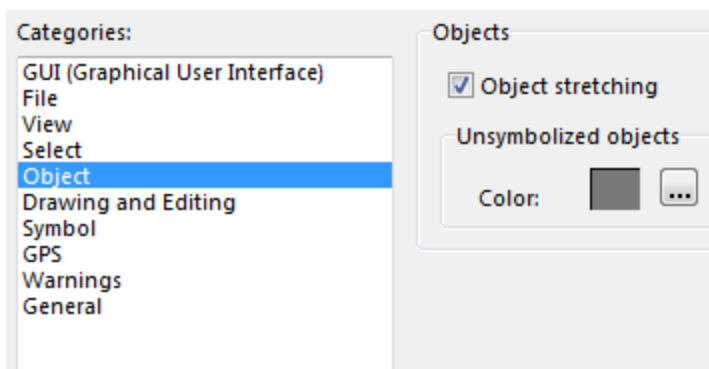 Categories:
GUI (Graphical User Interface)
File
View
Select
Object
Drawing and Editing
Symbol
GPS
Warnings
General
Objects
Object stretching
Unsymbolized objects
Color:
...